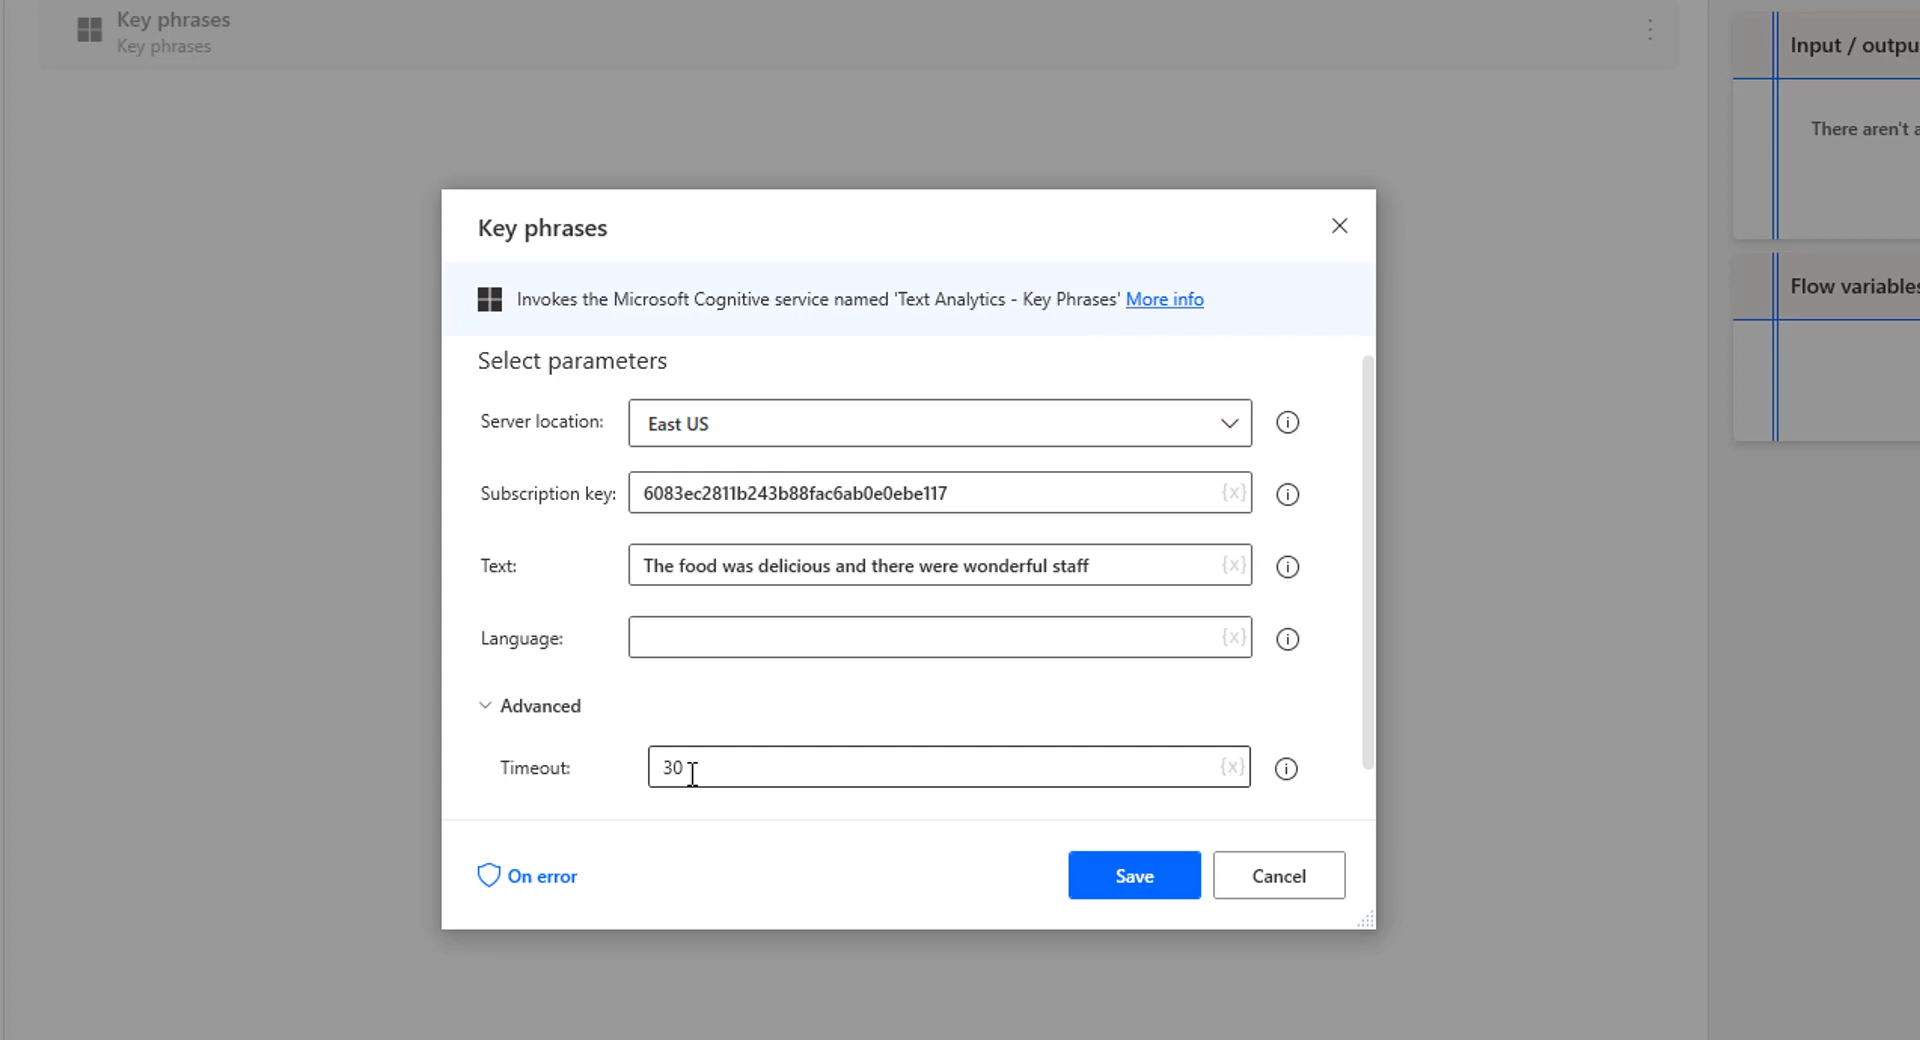 Key phrases
Key phrases
Input / outpu
There aren't a
Flow variables
Key phrases
Invokes the Microsoft Cognitive service named 'Text Analytics - Key Phrases' More info
Select parameters
Server location:
East US
Subscription key:
6083ec2811b243b88fac6ab0e0ebe117
{x}
Text:
The food was delicious and there were wonderful staff
{x}
Language:
{x}
Advanced
Timeout:
30
{x}
On error
Save
Cancel